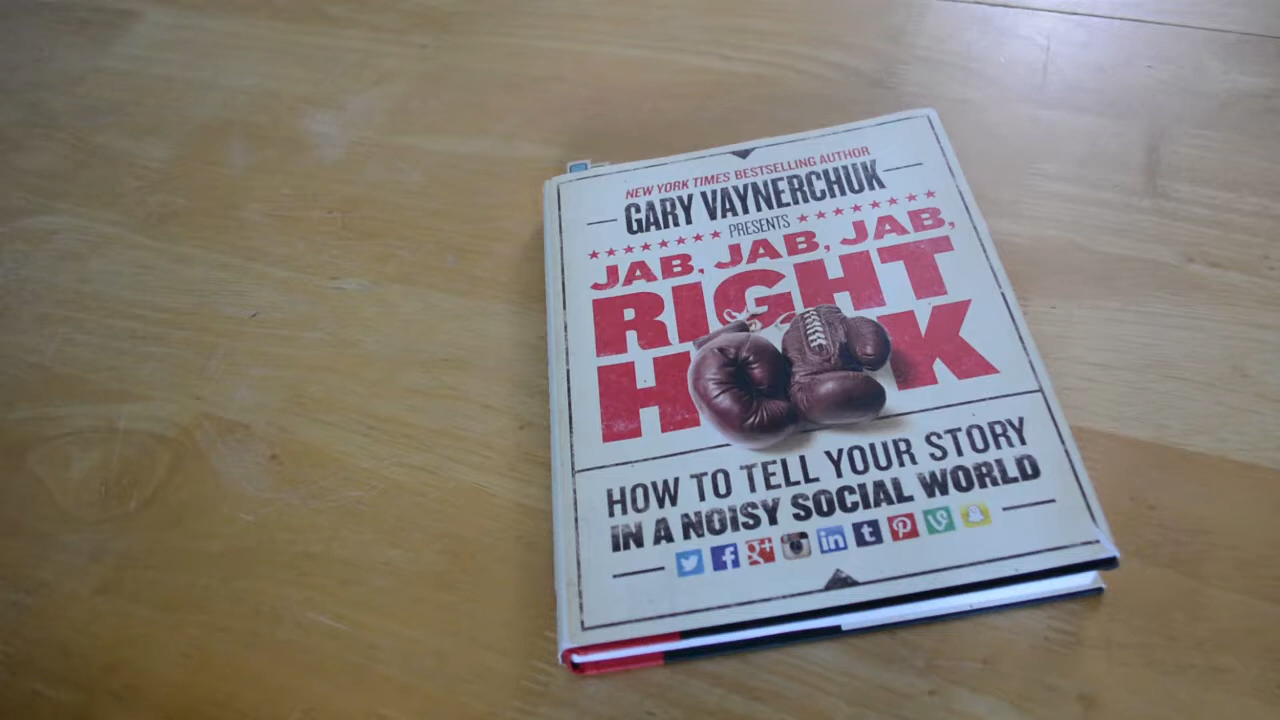 NEW YORK TIMES BESTSELLING AUTHOR
GARY VAYNERCHUK
PRESENTS
JAB, JAB, JAB,
RIGHT
HOOK
HOW TO TELL YOUR STORY
IN A NOISY SOCIAL WORLD